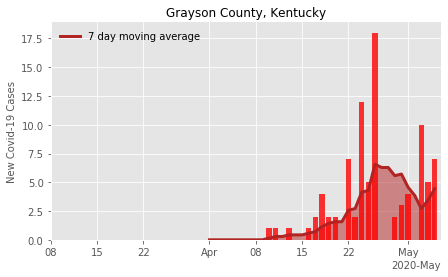 Grayson County, Kentucky
7 day moving average
New Covid-19 Cases
17.5
15.0
12.5
10.0
7.5
5.0
2.5
0.0
08 15 22 Apr 08 15 22 May
2020-May